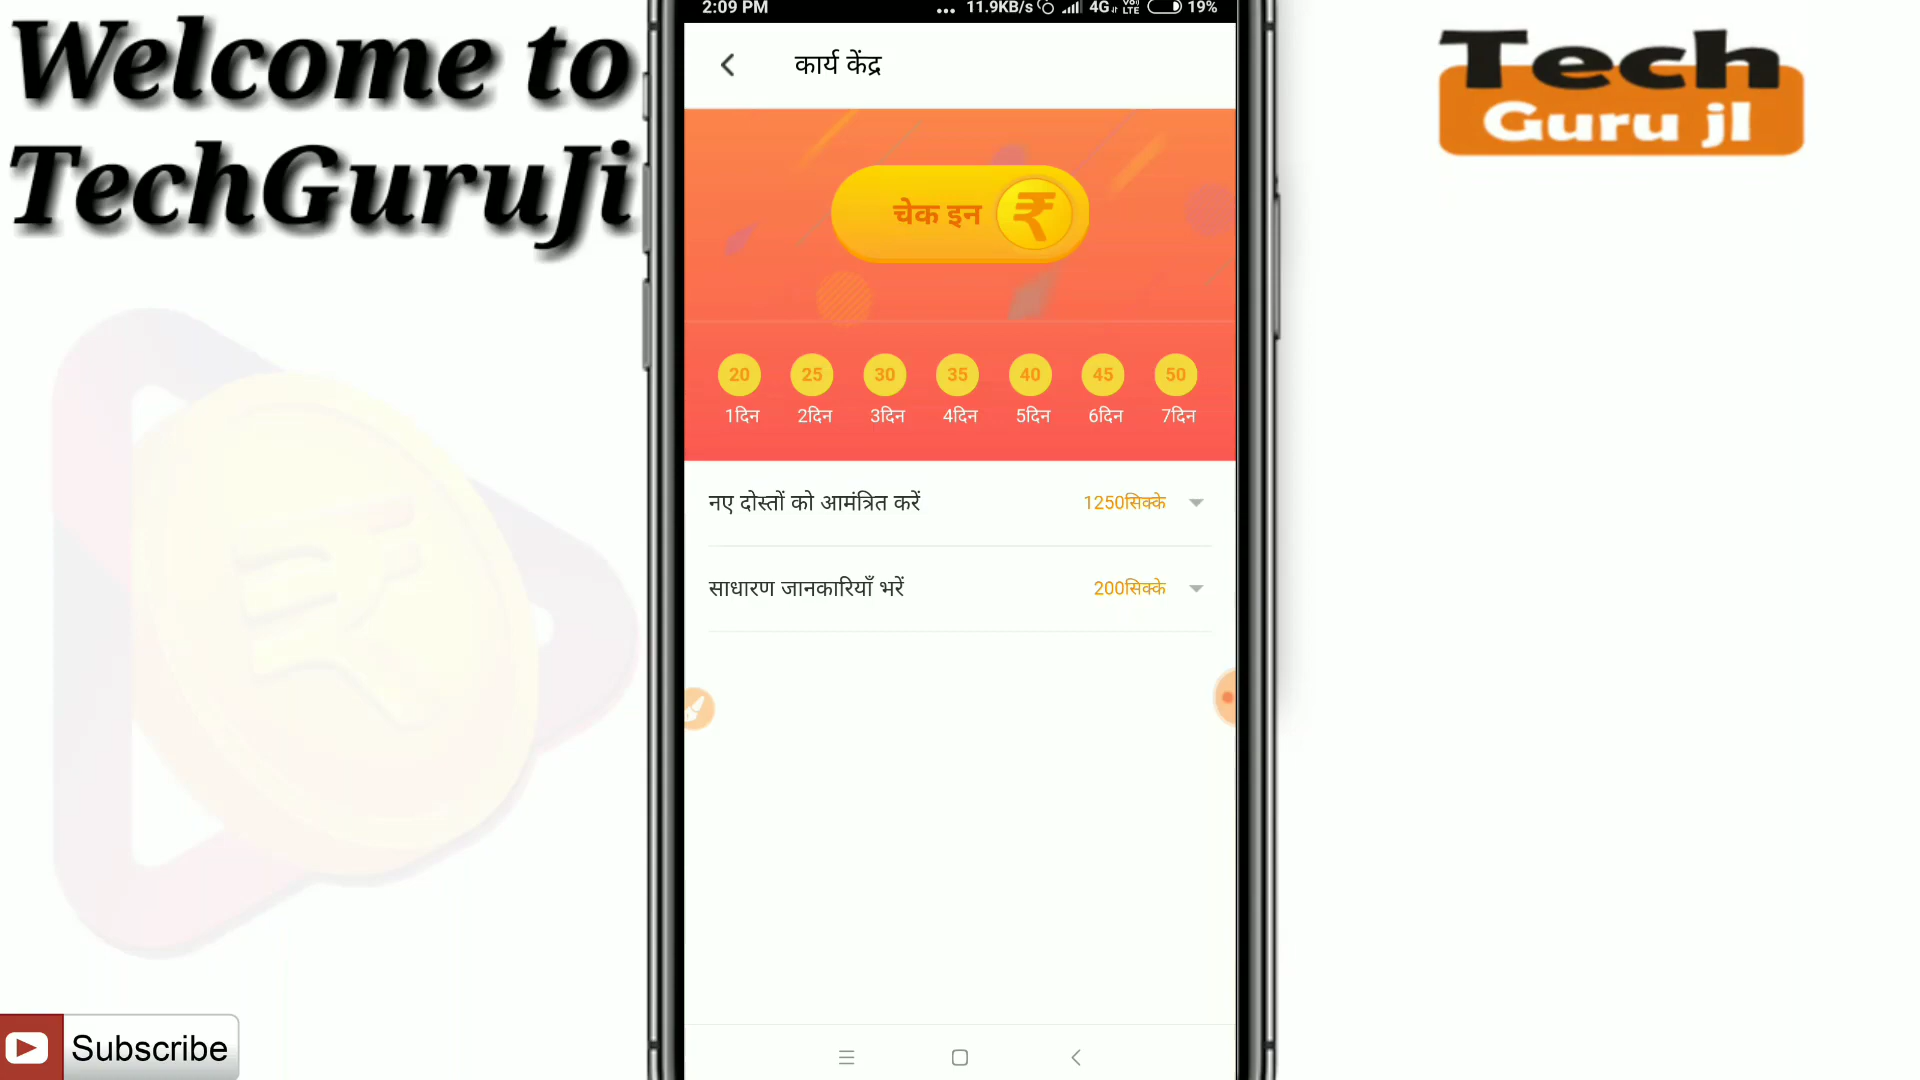 Welcome to
TechGuruJi
Tech
Guru jI
2:09 PM ... 11.9KB/s 4G VoLTE 19%
कार्य केंद्र
चेक इन ₹
20 25 30 35 40 45 50
1दिन 2दिन 3दिन 4दिन 5दिन 6दिन 7दिन
नए दोस्तों को आमंत्रित करें 1250सिक्के
साधारण जानकारियाँ भरें 200सिक्के
Subscribe